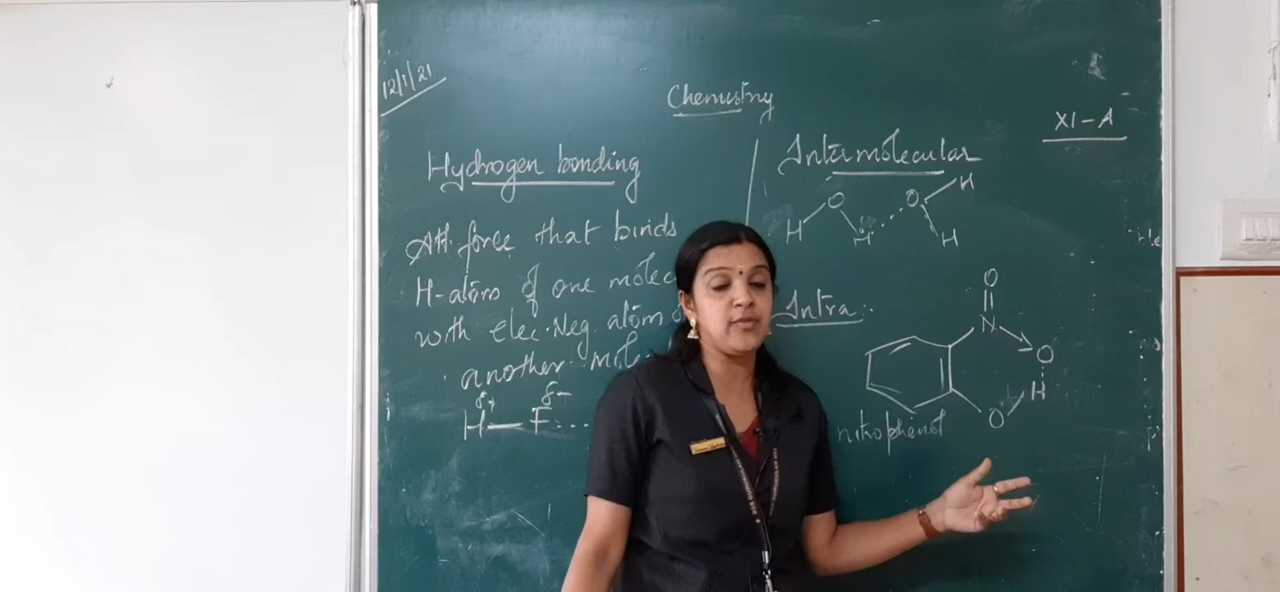 12/1/21
Chemistry
XI-A
Hydrogen bonding
Att. force that binds
H-atom of one molec
with elec. Neg. atom
another mole
δ+ δ-
H—F....
Intermolecular
O O H
H H H
Intra:
O
N
O
H
O
nitrophenol